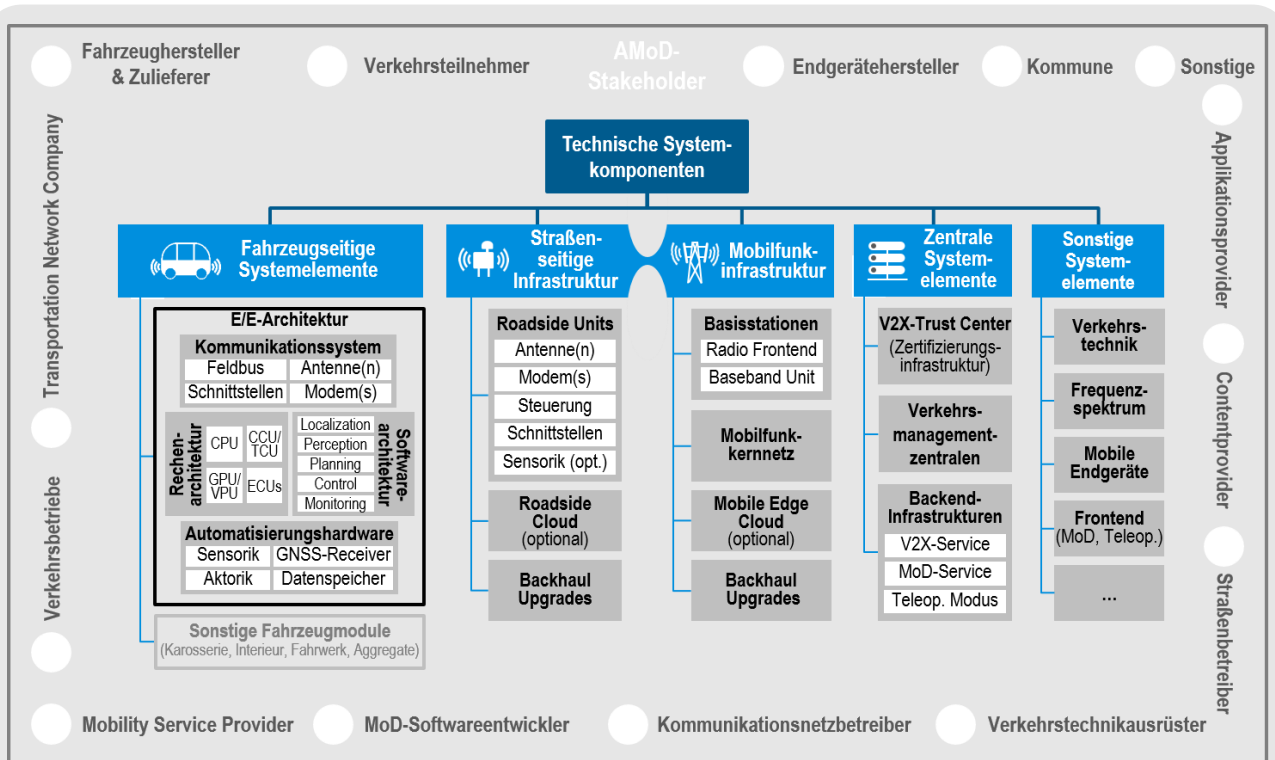 Fahrzeughersteller
& Zulieferer
Verkehrsteilnehmer
AMoD-
Stakeholder
Endgerätehersteller
Kommune
Sonstige
Transportation Network Company
Verkehrsbetriebe
Applikationsprovider
Contentprovider
Straßenbetreiber
Technische System-
komponenten
Fahrzeugseitige
Systemelemente
E/E-Architektur
Kommunikationssystem
Feldbus
Antenne(n)
Schnittstellen
Modem(s)
Rechen-
architektur
CPU
CCU/
TCU
GPU/
VPU
ECUs
Localization
Perception
Planning
Control
Monitoring
Software-
architektur
Automatisierungshardware
Sensorik
GNSS-Receiver
Aktorik
Datenspeicher
Sonstige Fahrzeugmodule
(Karosserie, Interieur, Fahrwerk, Aggregate)
Straßen-
seitige
Infrastruktur
Roadside Units
Antenne(n)
Modem(s)
Steuerung
Schnittstellen
Sensorik (opt.)
Roadside
Cloud
(optional)
Backhaul
Upgrades
Mobilfunk-
infrastruktur
Basisstationen
Radio Frontend
Baseband Unit
Mobilfunk-
kernnetz
Mobile Edge
Cloud
(optional)
Backhaul
Upgrades
Zentrale
System-
elemente
V2X-Trust Center
(Zertifizierungs-
infrastruktur)
Verkehrs-
management-
zentralen
Backend-
Infrastrukturen
V2X-Service
MoD-Service
Teleop. Modus
Sonstige
System-
elemente
Verkehrs-
technik
Frequenz-
spektrum
Mobile
Endgeräte
Frontend
(MoD, Teleop.)
...
Mobility Service Provider
MoD-Softwareentwickler
Kommunikationsnetzbetreiber
Verkehrstechnikausrüster